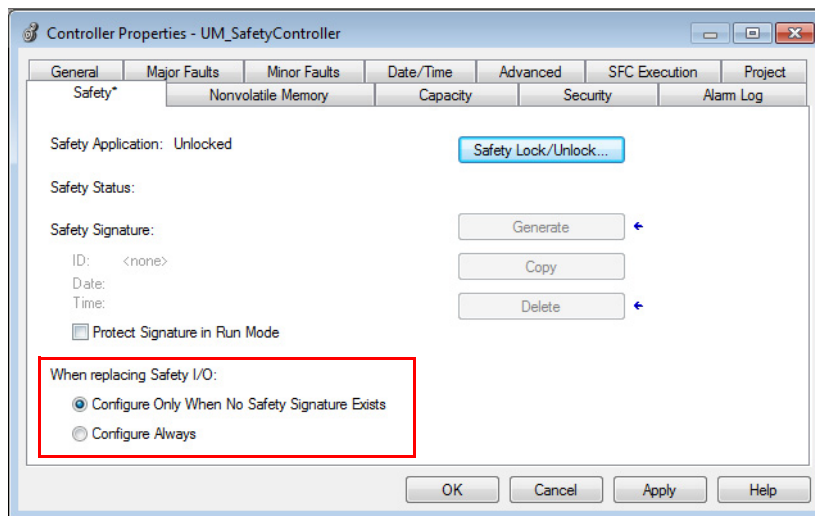 Controller Properties - UM_SafetyController
General Major Faults Minor Faults Date/Time Advanced SFC Execution Project
Safety* Nonvolatile Memory Capacity Security Alarm Log
Safety Application: Unlocked Safety Lock/Unlock...
Safety Status:
Safety Signature: Generate
ID: <none>
Copy
Date:
Time: Delete
Protect Signature in Run Mode
When replacing Safety I/O:
Configure Only When No Safety Signature Exists
Configure Always
OK Cancel Apply Help